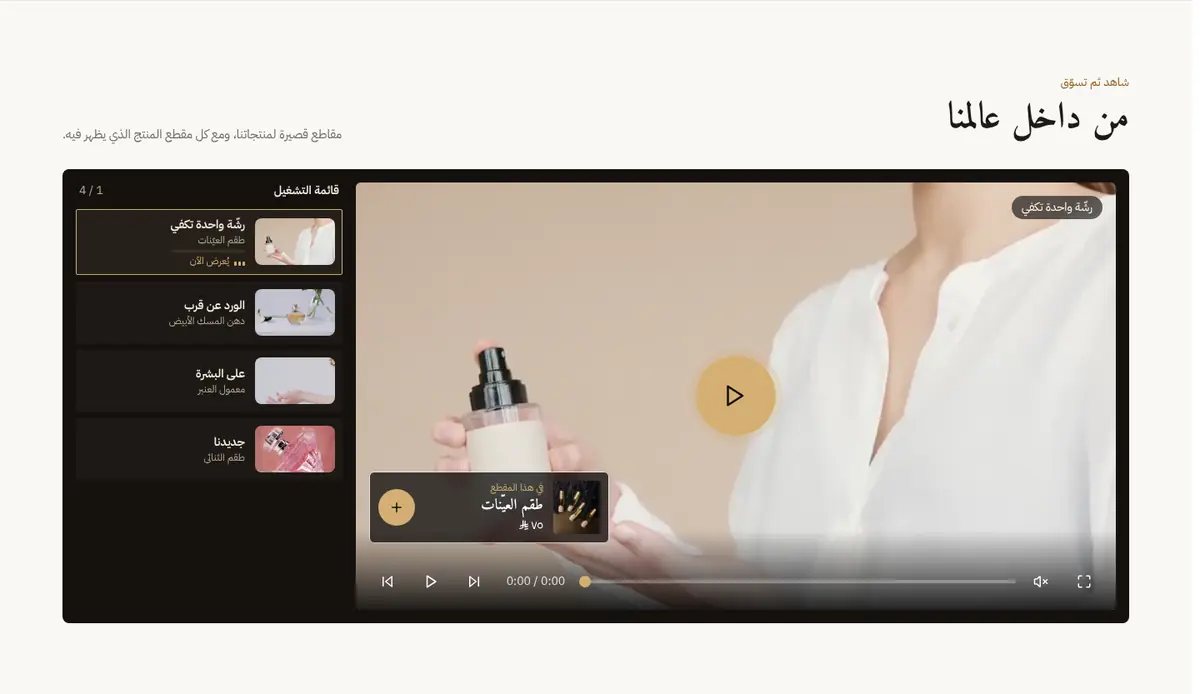 شاهد ثم تسوّق
من داخل عالمنا
مقاطع قصيرة لمنتجاتنا، ومع كل مقطع المنتج الذي يظهر فيه.
رشّة واحدة تكفي
في هذا المقطع
طقم العيّنات
٧٥ ⃁
0:00 / 0:00
قائمة التشغيل
1 / 4
رشّة واحدة تكفي
طقم العيّنات
يُعرض الآن
الورد عن قرب
دهن المسك الأبيض
على البشرة
معمول العنبر
جديدنا
طقم الثنائي